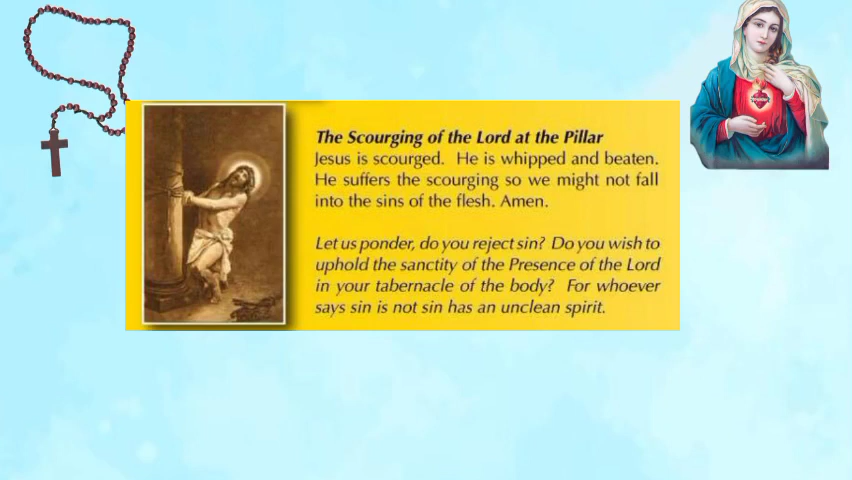 The Scourging of the Lord at the Pillar
Jesus is scourged. He is whipped and beaten.
He suffers the scourging so we might not fall
into the sins of the flesh. Amen.
Let us ponder, do you reject sin? Do you wish to
uphold the sanctity of the Presence of the Lord
in your tabernacle of the body? For whoever
says sin is not sin has an unclean spirit.